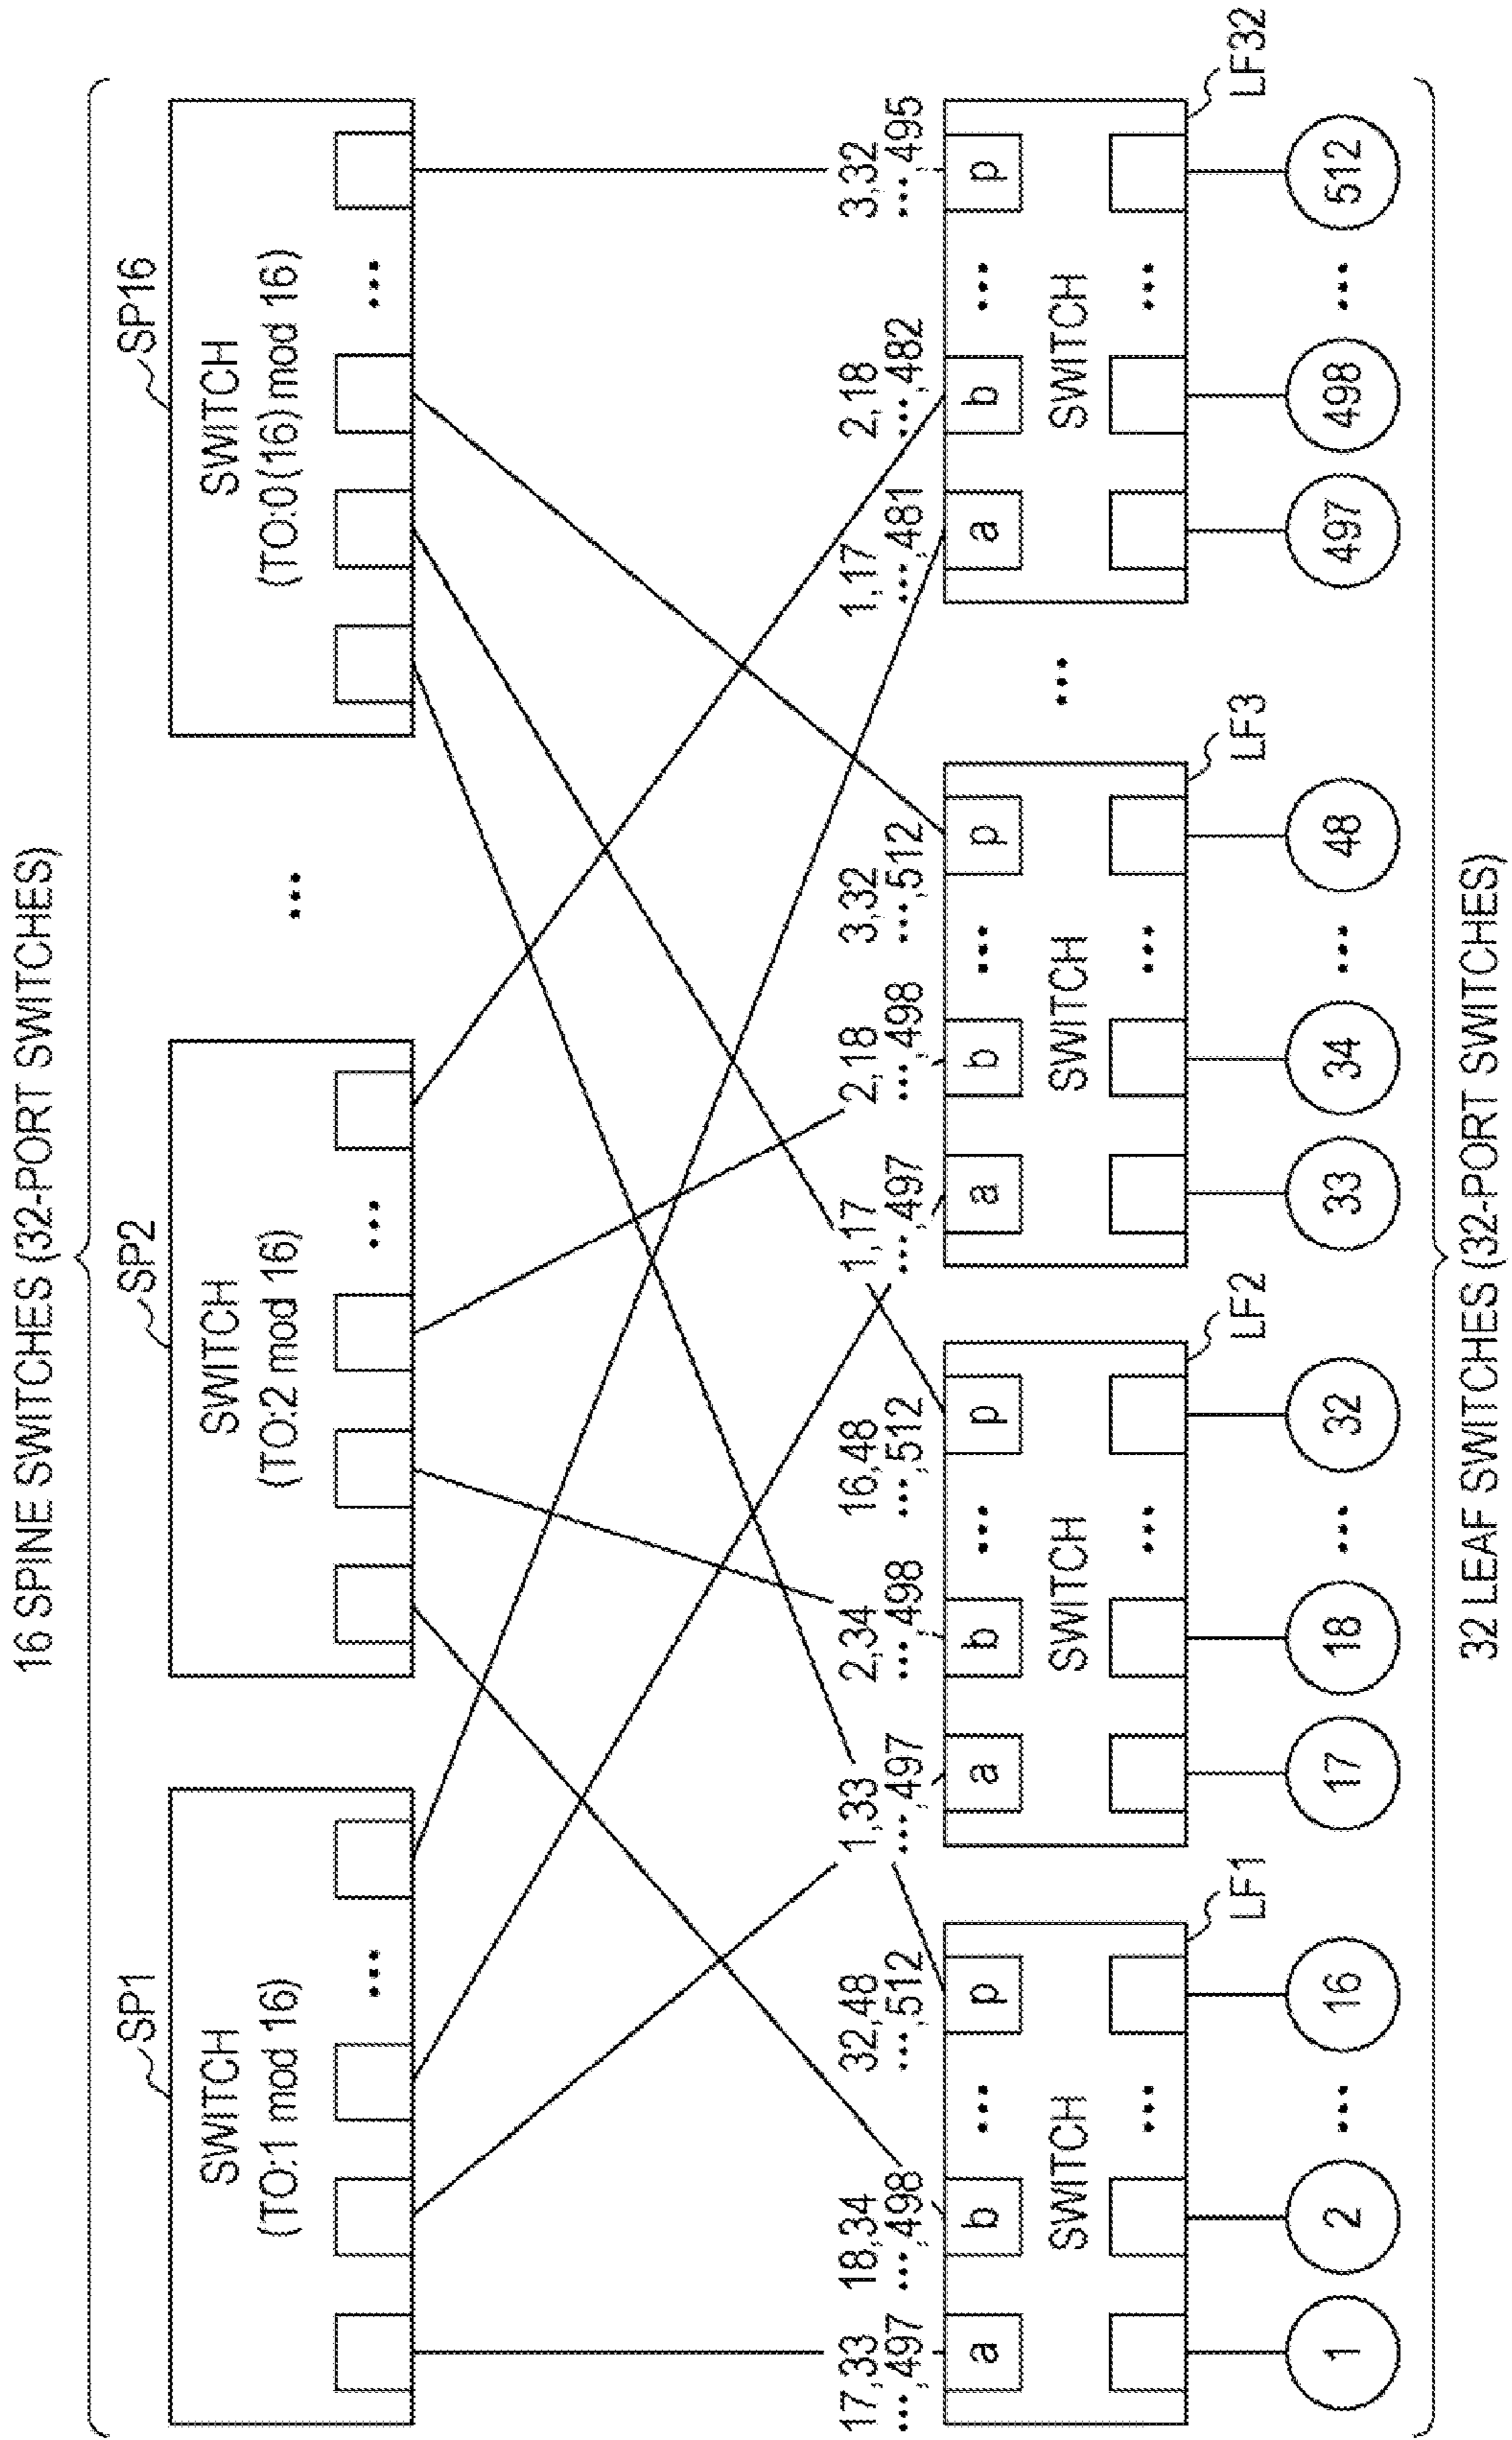 16 SPINE SWITCHES (32-PORT SWITCHES)
SP1
SP2
SP16
SWITCH
(TO:1 mod 16)
•••
SWITCH
(TO:2 mod 16)
•••
•••
SWITCH
(TO:0(16) mod 16)
•••
17,33
•••,497
18,34
•••,498
32,48
•••,512
1,33
•••,497
2,34
•••,498
16,48
•••,512
1,17
•••,497
2,18
•••,498
3,32
•••,512
1,17
•••,481
2,18
•••,482
3,32
•••,495
a
b
•••
p
SWITCH
•••
LF1
a
b
•••
p
SWITCH
•••
LF2
a
b
•••
p
SWITCH
•••
LF3
•••
a
b
•••
p
SWITCH
•••
LF32
1
2
•••
16
17
18
•••
32
33
34
•••
48
497
498
•••
512
32 LEAF SWITCHES (32-PORT SWITCHES)